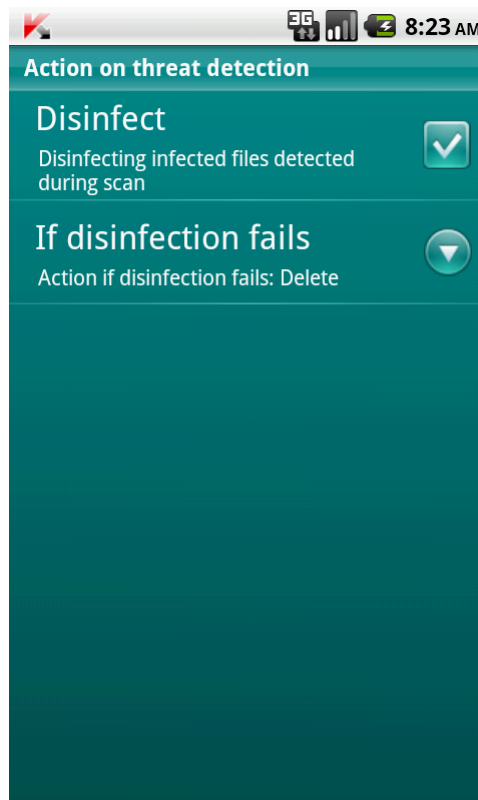 3G
8:23 AM
Action on threat detection
Disinfect
Disinfecting infected files detected
during scan
If disinfection fails
Action if disinfection fails: Delete